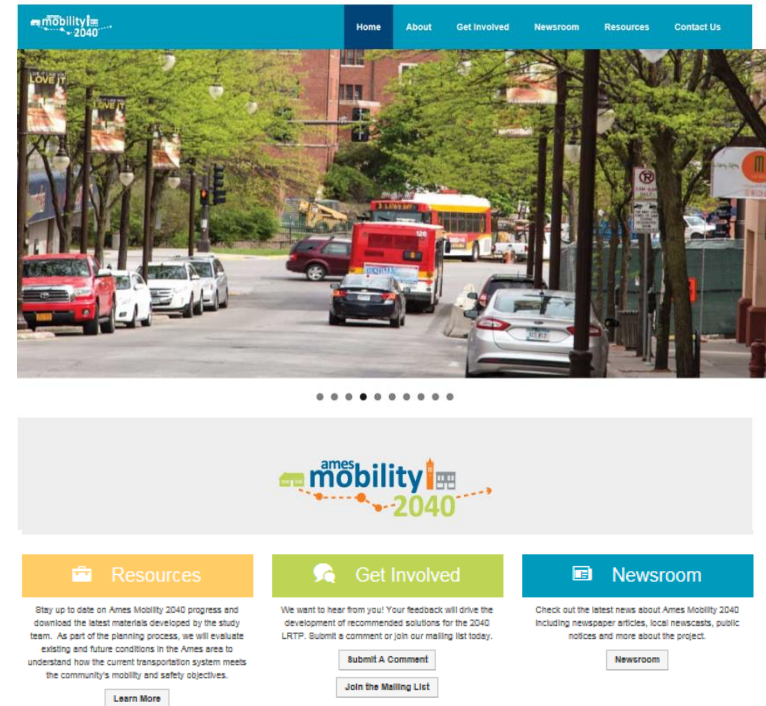 ames
mobility
2040
Home About Get Involved Newsroom Resources Contact Us
LOVE IT
LOVE IT
126
ames
mobility
2040
Resources
Get Involved
Newsroom
Stay up to date on Ames Mobility 2040 progress and
download the latest materials developed by the study
team. As part of the planning process, we will evaluate
existing and future conditions in the Ames area to
understand how the current transportation system meets
the community's mobility and safety objectives.
Learn More
We want to hear from you! Your feedback will drive the
development of recommended solutions for the 2040
LRTP. Submit a comment or join our mailing list today.
Submit A Comment
Join the Mailing List
Check out the latest news about Ames Mobility 2040
including newspaper articles, local newscasts, public
notices and more about the project.
Newsroom